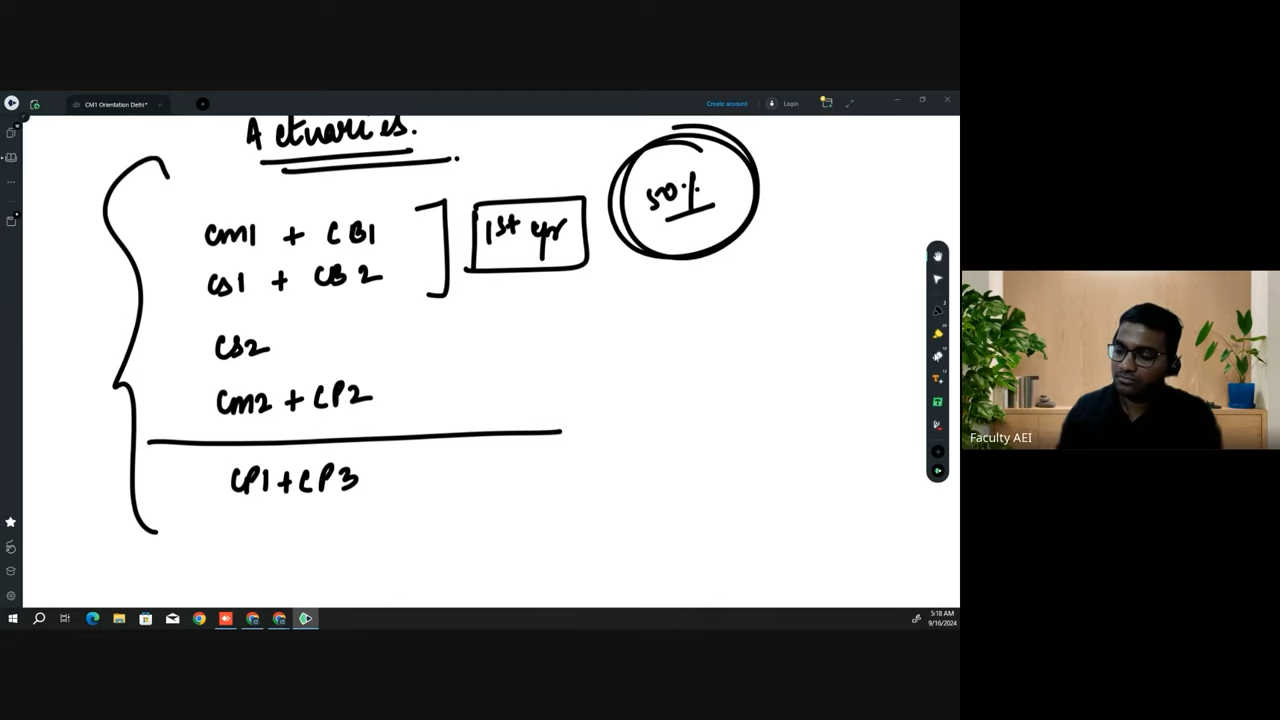 CM1 Orientation Delhi*
Create account
Login
Actuaries.
CM1 + CB1
CS1 + CB2
1st yr
50%
CS2
CM2 + CP2
CP1 + CP3
Faculty AEI
5:18 AM
9/16/2024